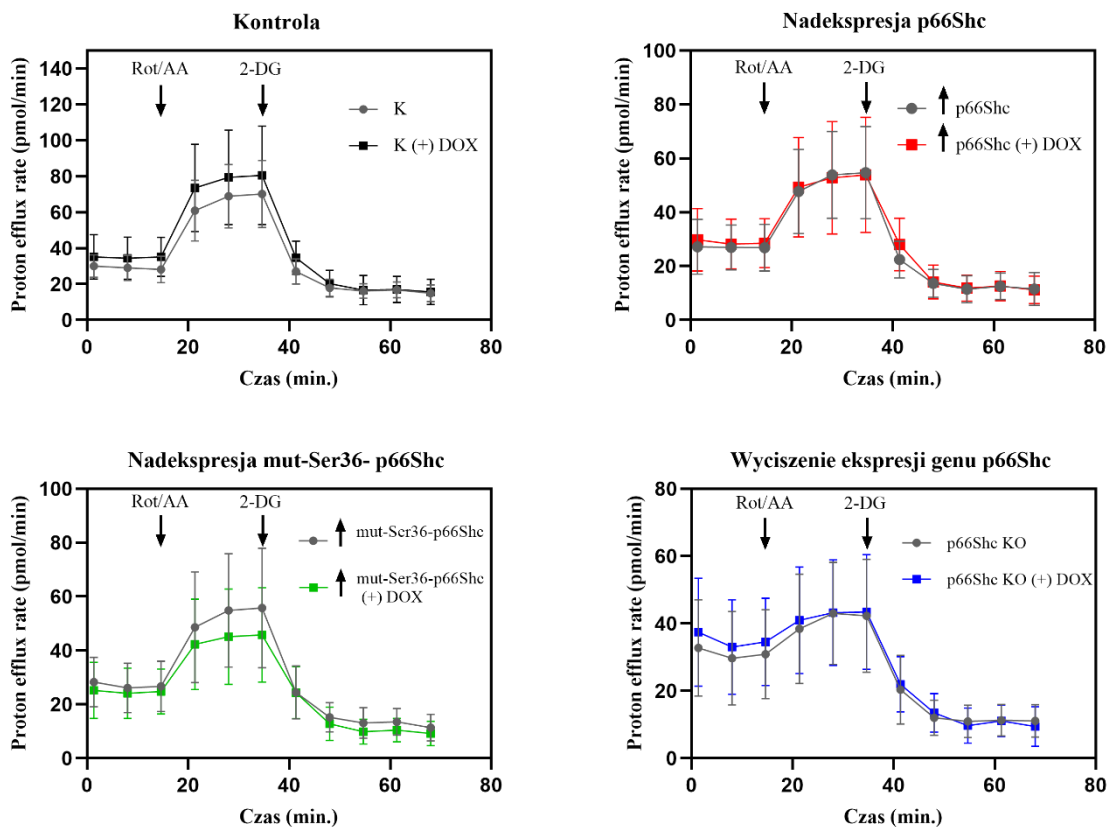 Kontrola
Proton efflux rate (pmol/min)
140
120
100
80
60
40
20
0
Rot/AA
2-DG
K
K (+) DOX
0 20 40 60 80
Czas (min.)
Nadekspresja p66Shc
Proton efflux rate (pmol/min)
100
80
60
40
20
0
Rot/AA
2-DG
p66Shc
p66Shc (+) DOX
0 20 40 60 80
Czas (min.)
Nadekspresja mut-Ser36- p66Shc
Proton efflux rate (pmol/min)
100
80
60
40
20
0
Rot/AA
2-DG
mut-Ser36-p66Shc
mut-Ser36-p66Shc
(+) DOX
0 20 40 60 80
Czas (min.)
Wyciszenie ekspresji genu p66Shc
Proton efflux rate (pmol/min)
80
60
40
20
0
Rot/AA
2-DG
p66Shc KO
p66Shc KO (+) DOX
0 20 40 60 80
Czas (min.)